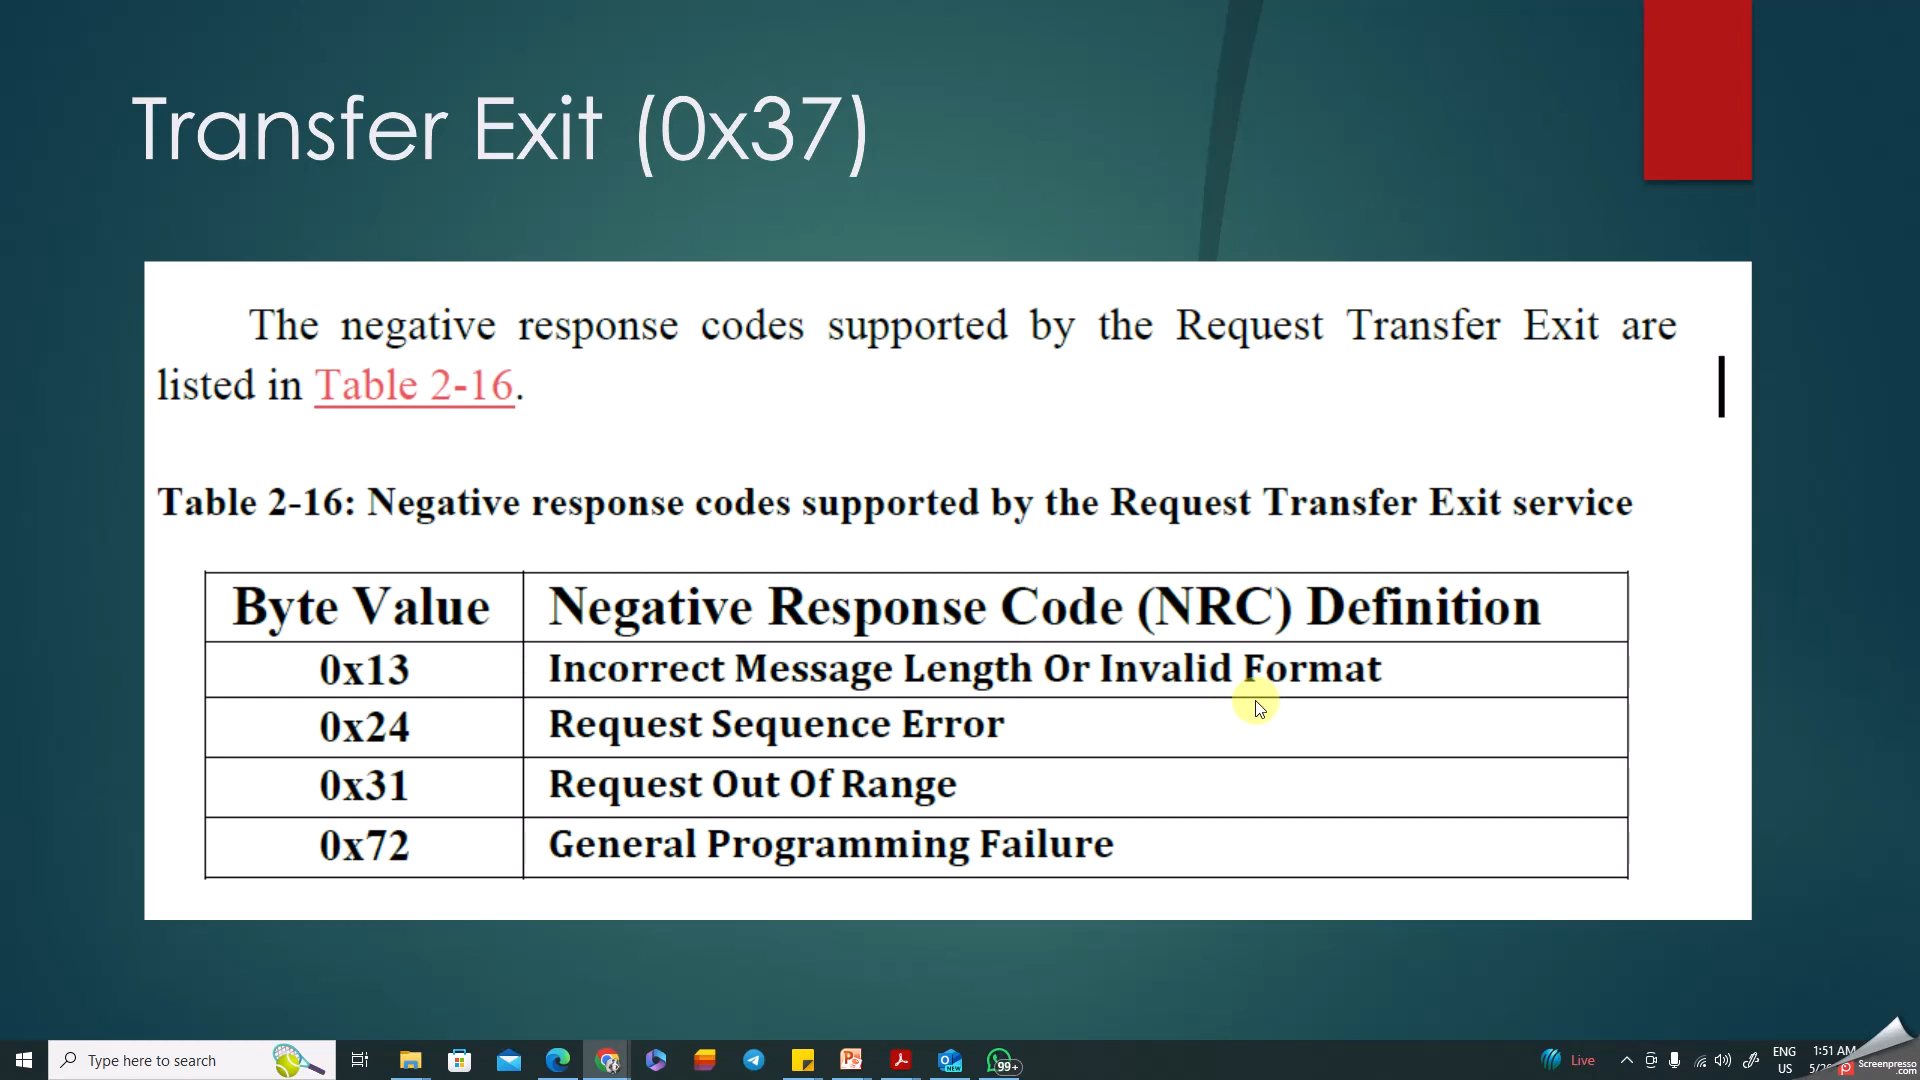 Transfer Exit (0x37)
The negative response codes supported by the Request Transfer Exit are
listed in Table 2-16.
Table 2-16: Negative response codes supported by the Request Transfer Exit service
Byte Value Negative Response Code (NRC) Definition
0x13 Incorrect Message Length Or Invalid Format
0x24 Request Sequence Error
0x31 Request Out Of Range
0x72 General Programming Failure
Type here to search
99+
Live
ENG
US
1:51 AM
Screenpresso
.com